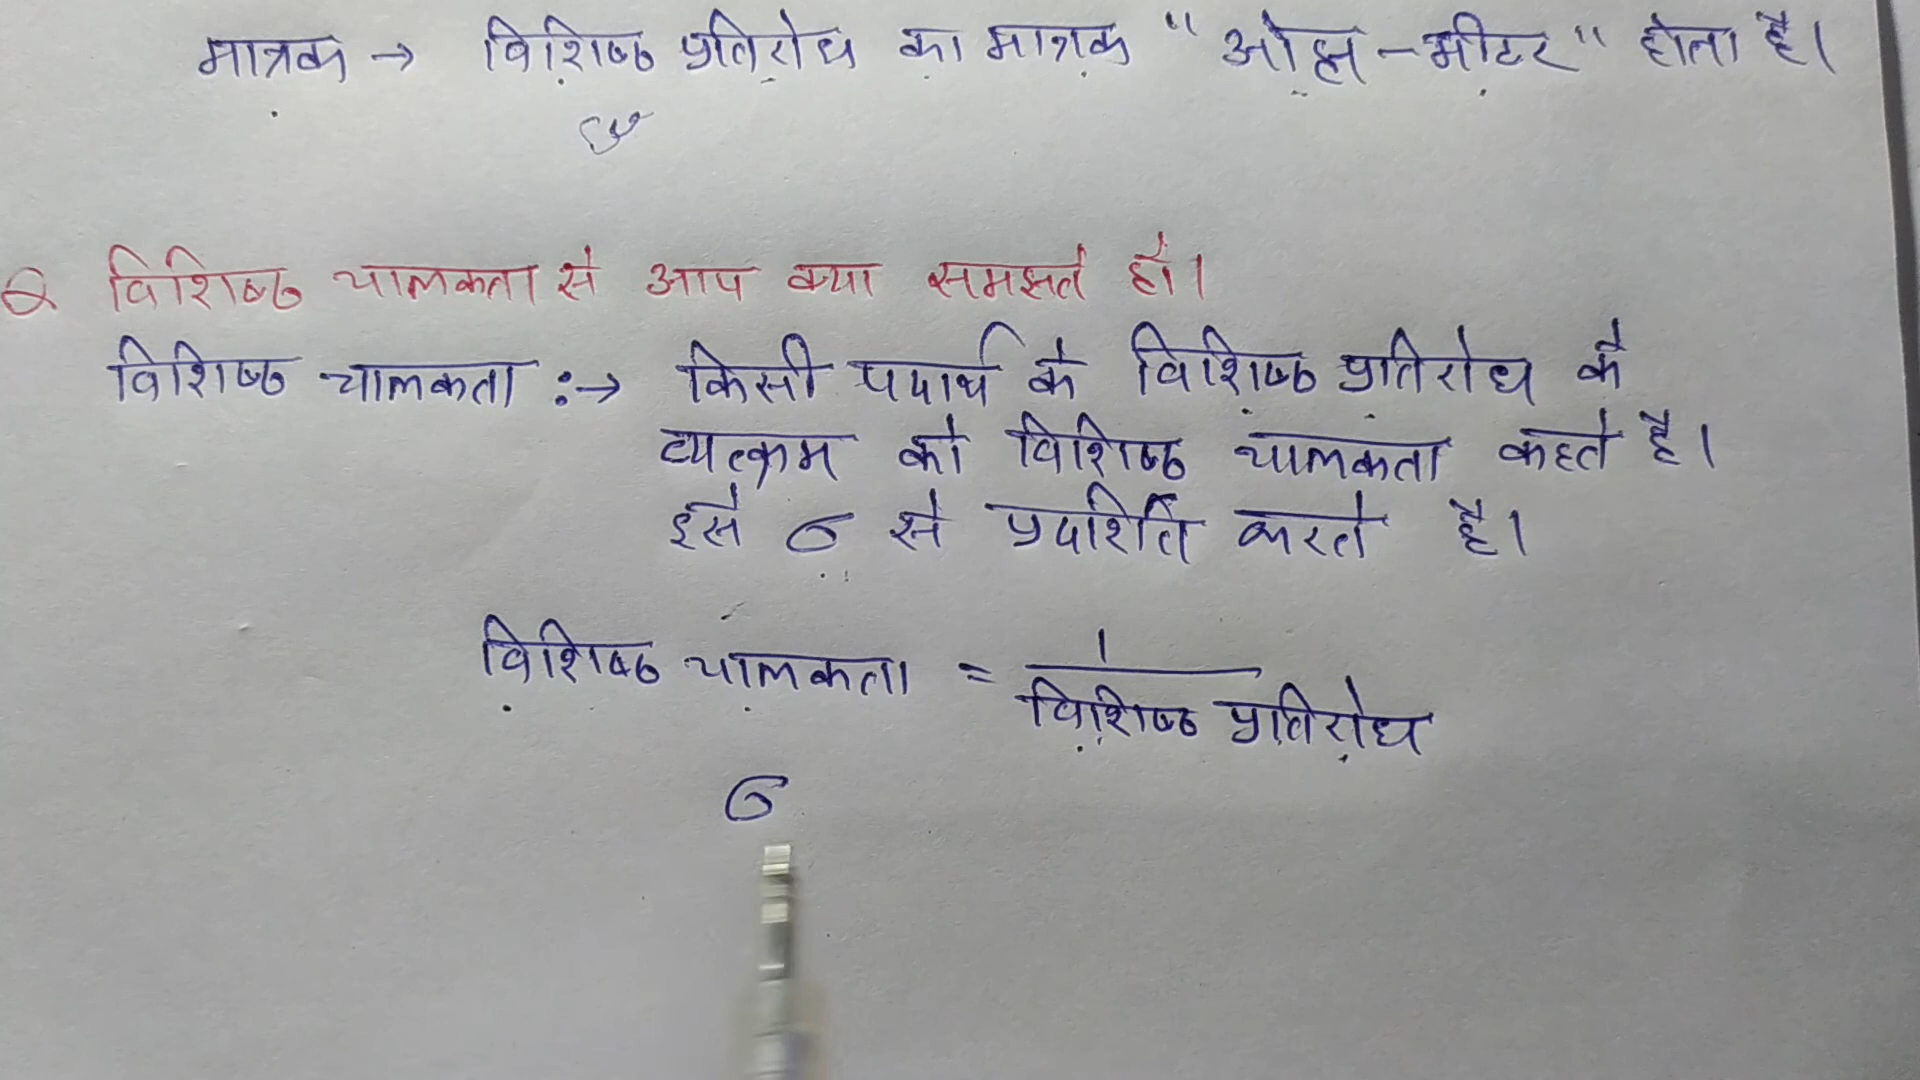 मात्रक → विशिष्ठ प्रतिरोध का मात्रक "ओह्म - मीटर" होता है।
Q. विशिष्ठ चालकता से आप क्या समझते हो।
विशिष्ठ चालकता :→ किसी पदार्थ के विशिष्ठ प्रतिरोध के
व्यत्क्रम को विशिष्ठ चालकता कहते है।
इसे σ से प्रदर्शित करते है।
विशिष्ठ चालकता = 1
विशिष्ठ प्रतिरोध
σ